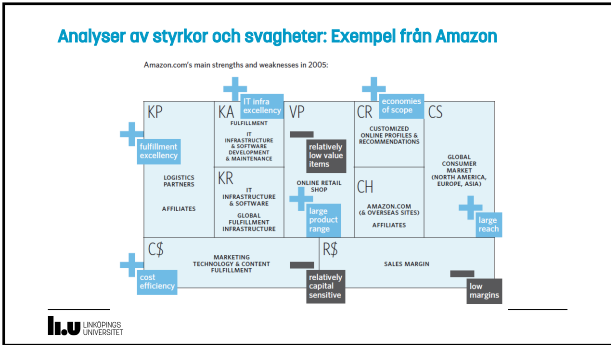 Analyser av styrkor och svagheter: Exempel från Amazon
Amazon.com's main strengths and weaknesses in 2005:
KP
fulfillment
excellency
LOGISTICS
PARTNERS
AFFILIATES
KA
IT infra
excellency
FULFILLMENT
IT
INFRASTRUCTURE
& SOFTWARE
DEVELOPMENT
& MAINTENANCE
KR
IT
INFRASTRUCTURE
& SOFTWARE
GLOBAL
FULFILLMENT
INFRASTRUCTURE
VP
relatively
low value
items
ONLINE RETAIL
SHOP
large
product
range
CR
economies
of scope
CUSTOMIZED
ONLINE PROFILES &
RECOMMENDATIONS
CH
AMAZON.COM
(& OVERSEAS SITES)
AFFILIATES
CS
GLOBAL
CONSUMER
MARKET
(NORTH AMERICA,
EUROPE, ASIA)
large
reach
C$
cost
efficiency
MARKETING
TECHNOLOGY & CONTENT
FULFILLMENT
relatively
capital
sensitive
R$
SALES MARGIN
low
margins
li.u LINKÖPINGS
UNIVERSITET